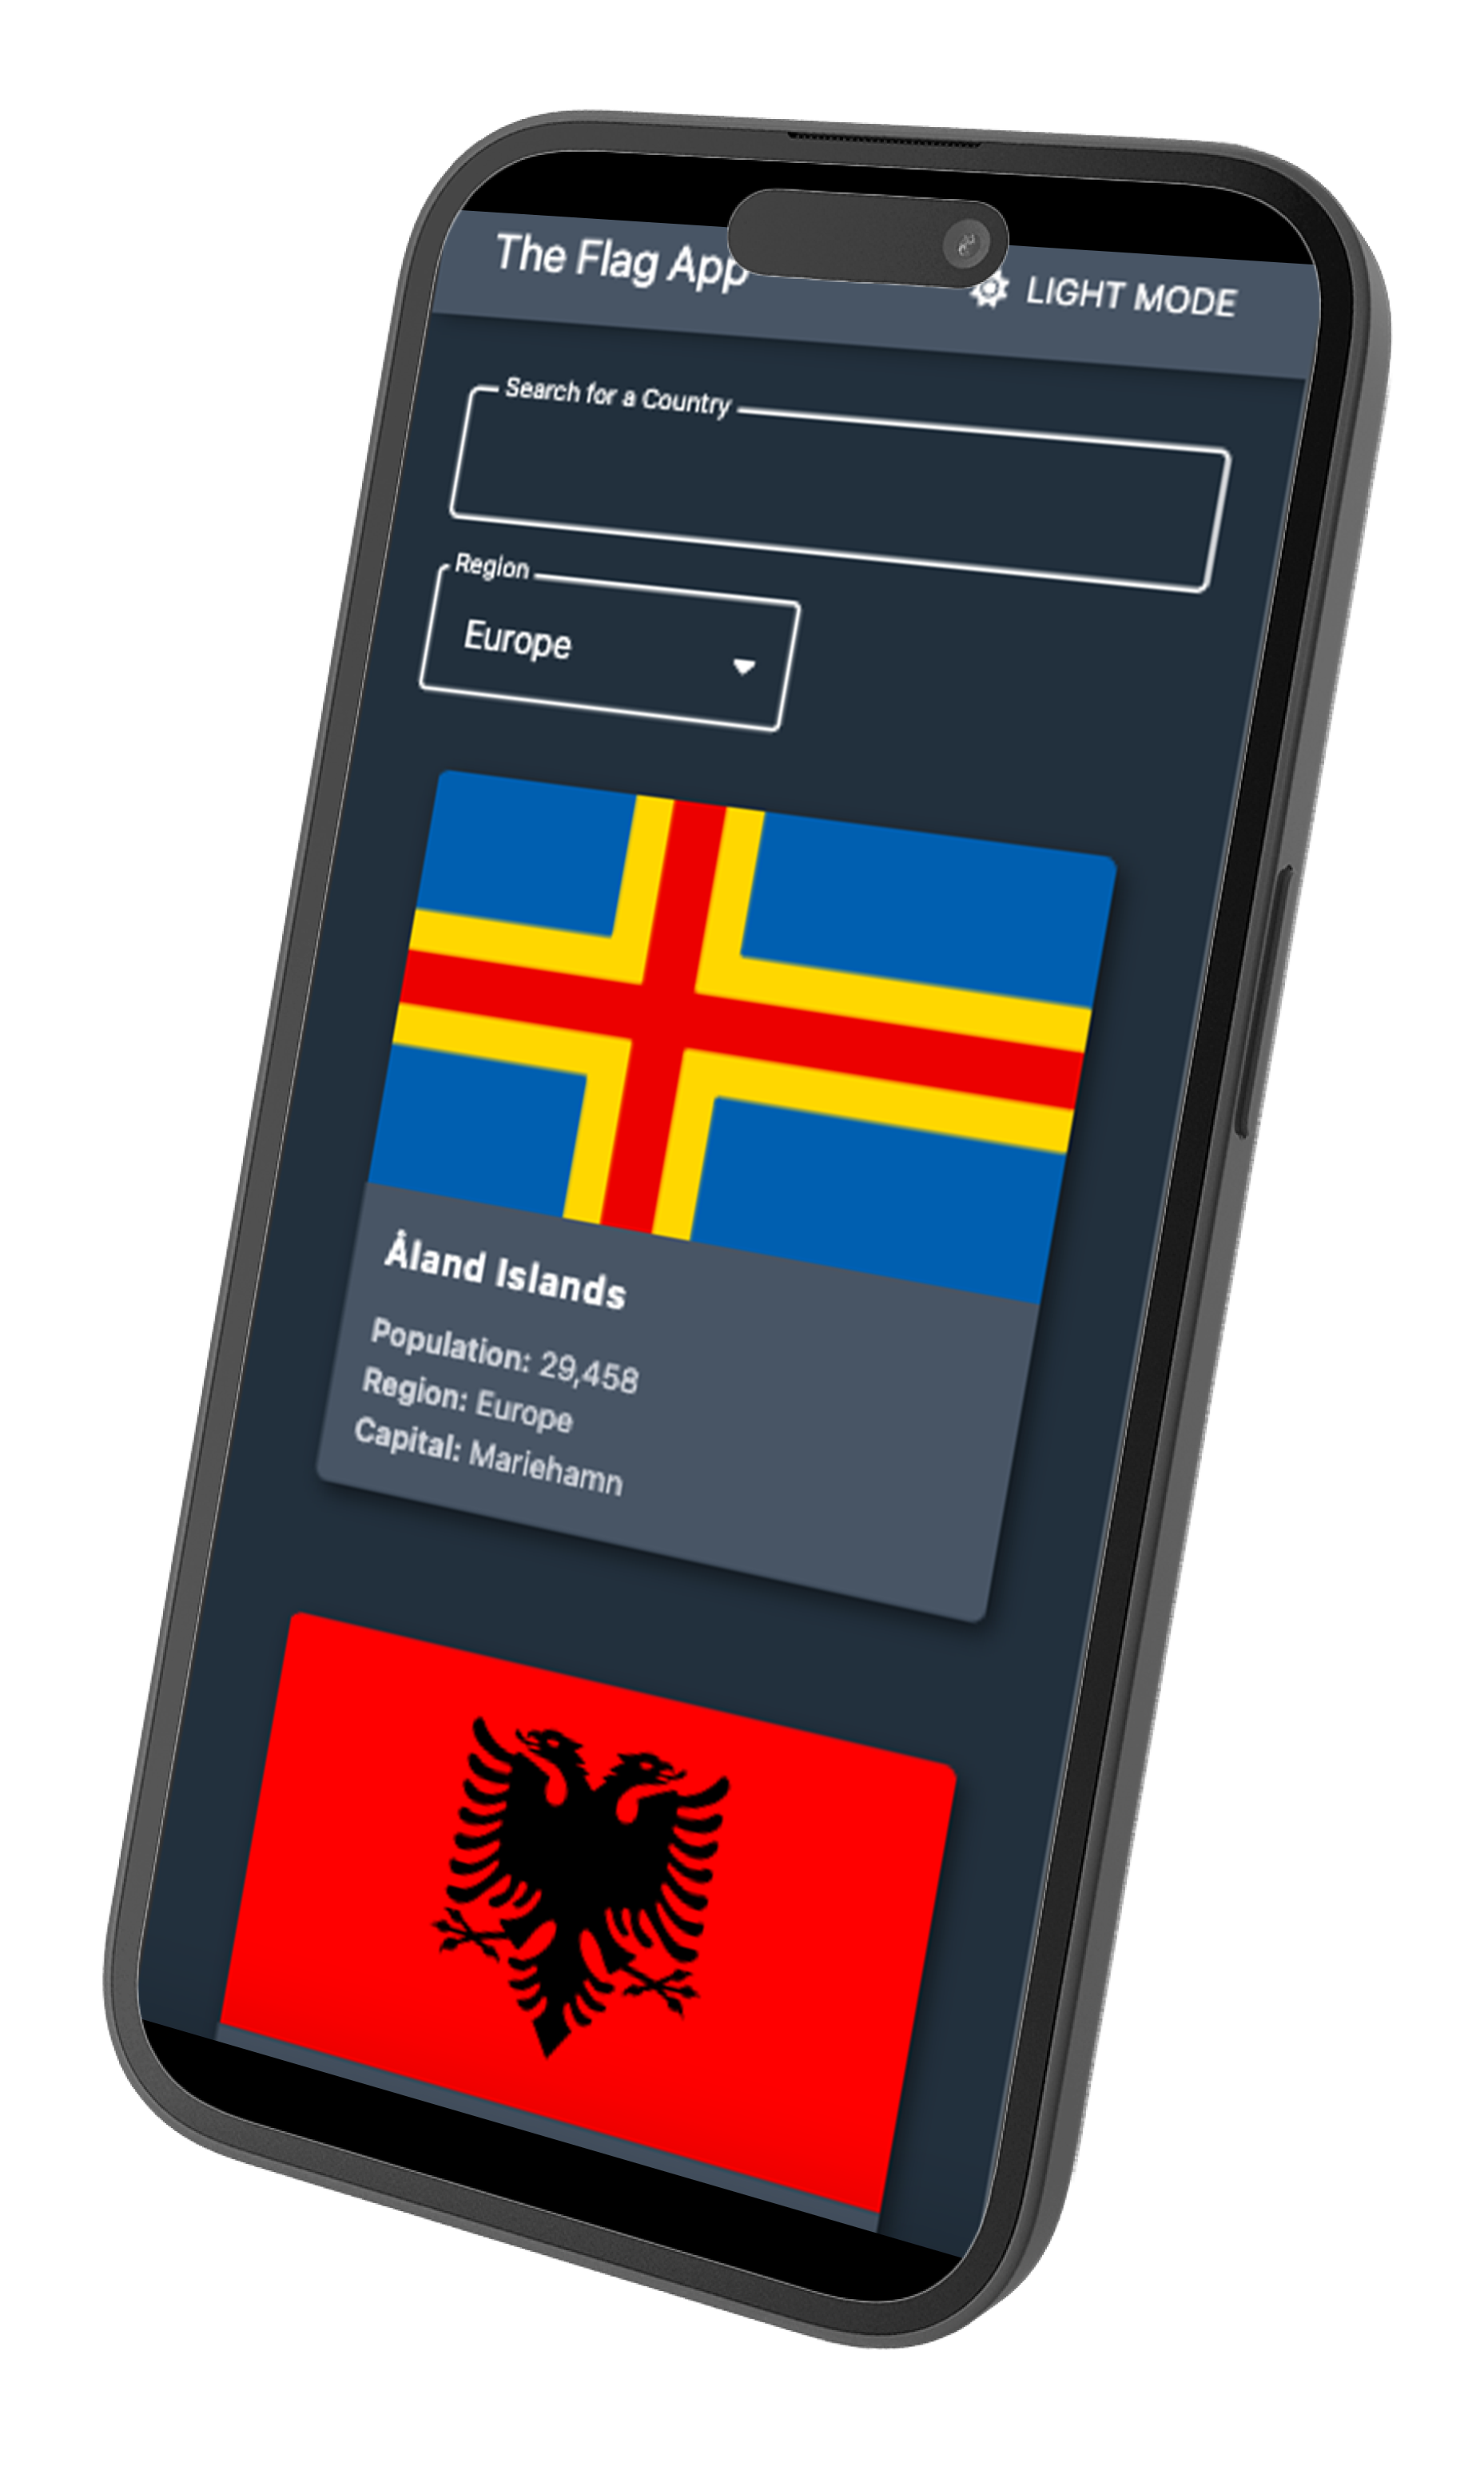 The Flag App
LIGHT MODE
Search for a Country
Region
Europe
Åland Islands
Population: 29,458
Region: Europe
Capital: Mariehamn